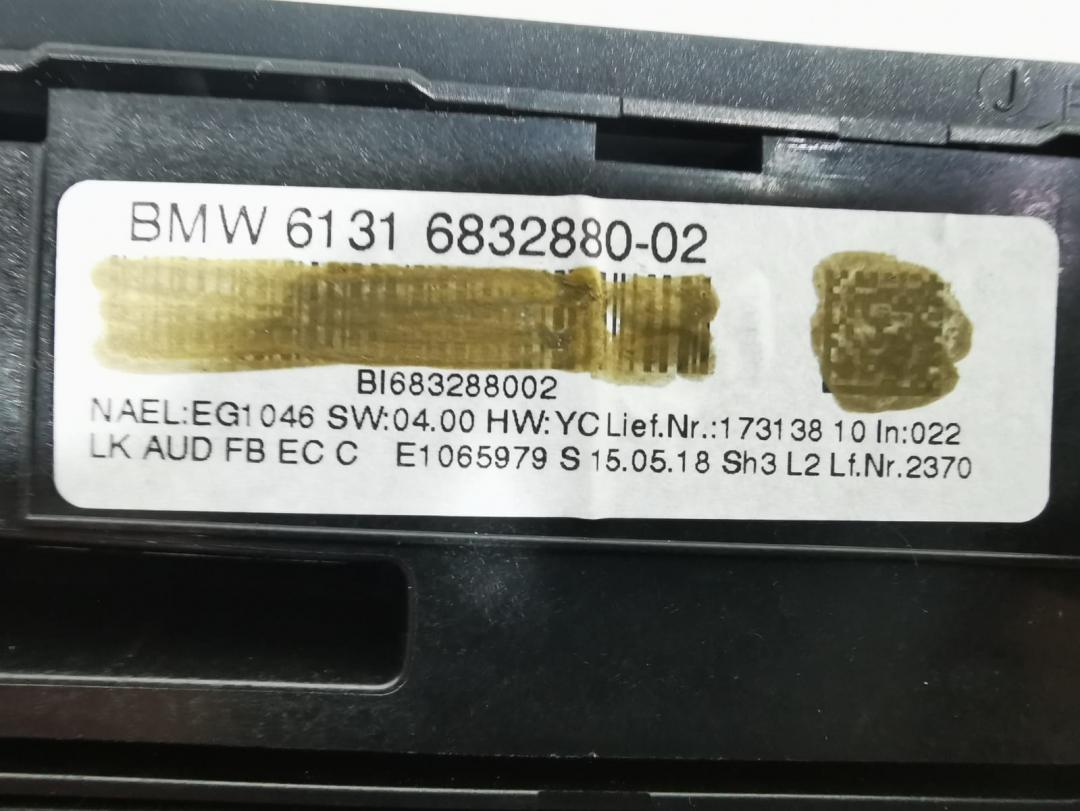 J
BMW 6131 6832880-02
BI683288002
NAEL:EG1046 SW:04.00 HW:YC Lief.Nr.:173138 10 In:022
LK AUD FB EC C E1065979 S 15.05.18 Sh3 L2 Lf.Nr.2370